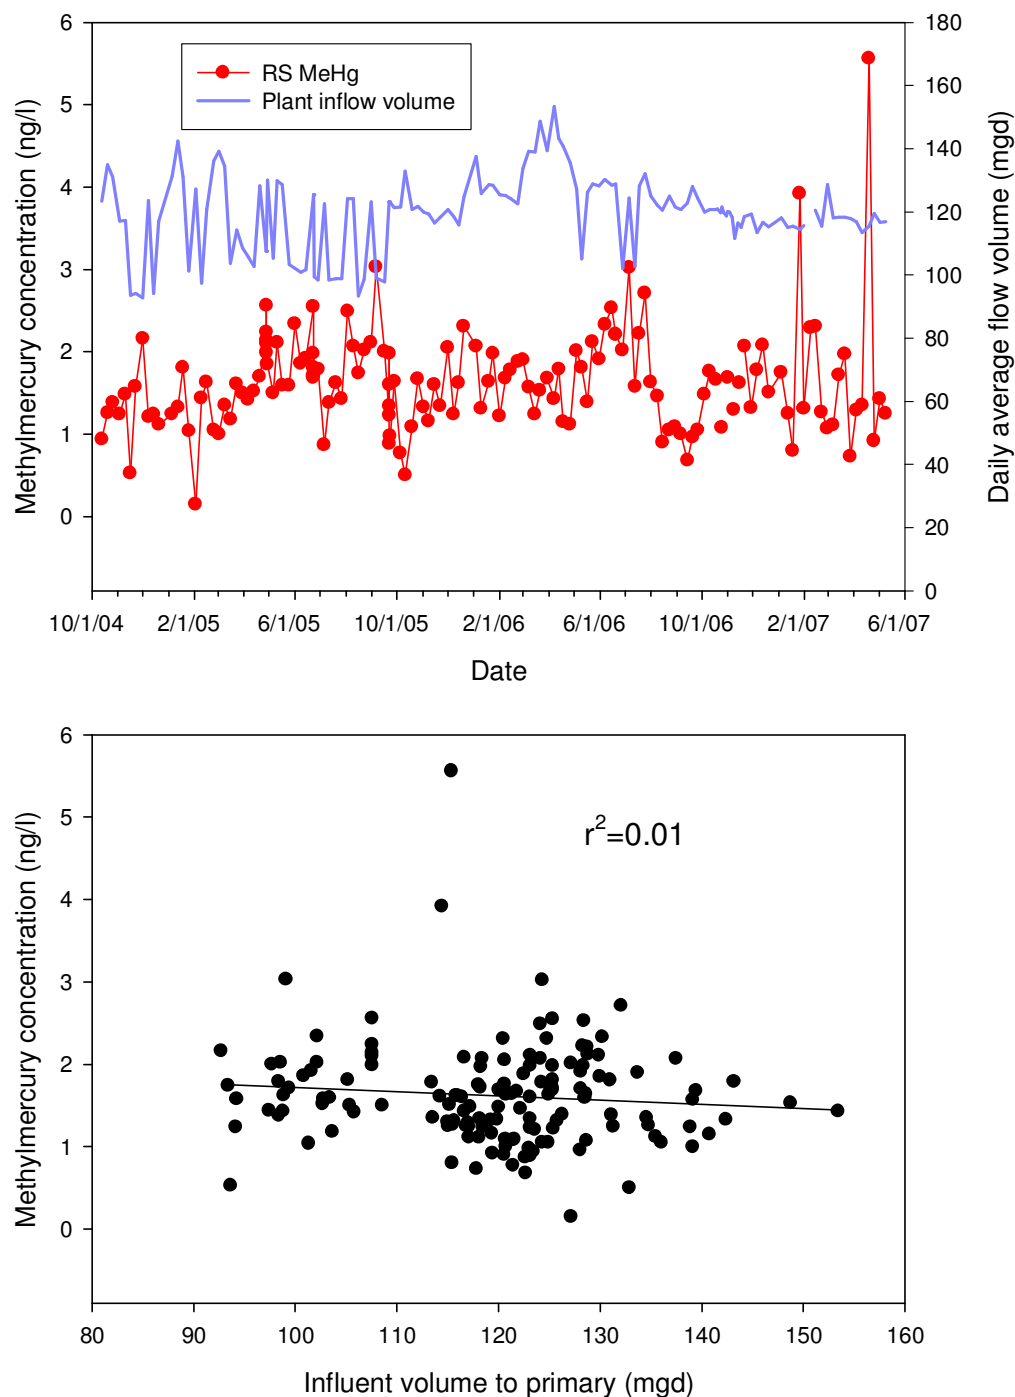 6
5
4
3
2
1
0
Methylmercury concentration (ng/l)
RS MeHg
Plant inflow volume
180
160
140
120
100
80
60
40
20
0
Daily average flow volume (mgd)
10/1/04 2/1/05 6/1/05 10/1/05 2/1/06 6/1/06 10/1/06 2/1/07 6/1/07
Date
6
5
4
3
2
1
0
Methylmercury concentration (ng/l)
r²=0.01
80 90 100 110 120 130 140 150 160
Influent volume to primary (mgd)